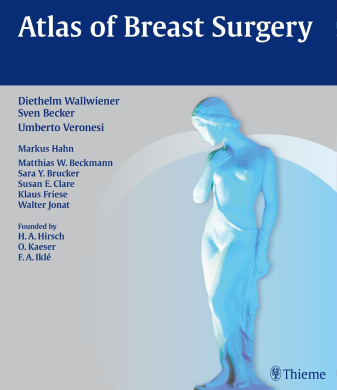 Atlas of Breast Surgery
Diethelm Wallwiener
Sven Becker
Umberto Veronesi
Markus Hahn
Matthias W. Beckmann
Sara Y. Brucker
Susan E. Clare
Klaus Friese
Walter Jonat
Founded by
H. A. Hirsch
O. Kaeser
F. A. Iklé
Thieme